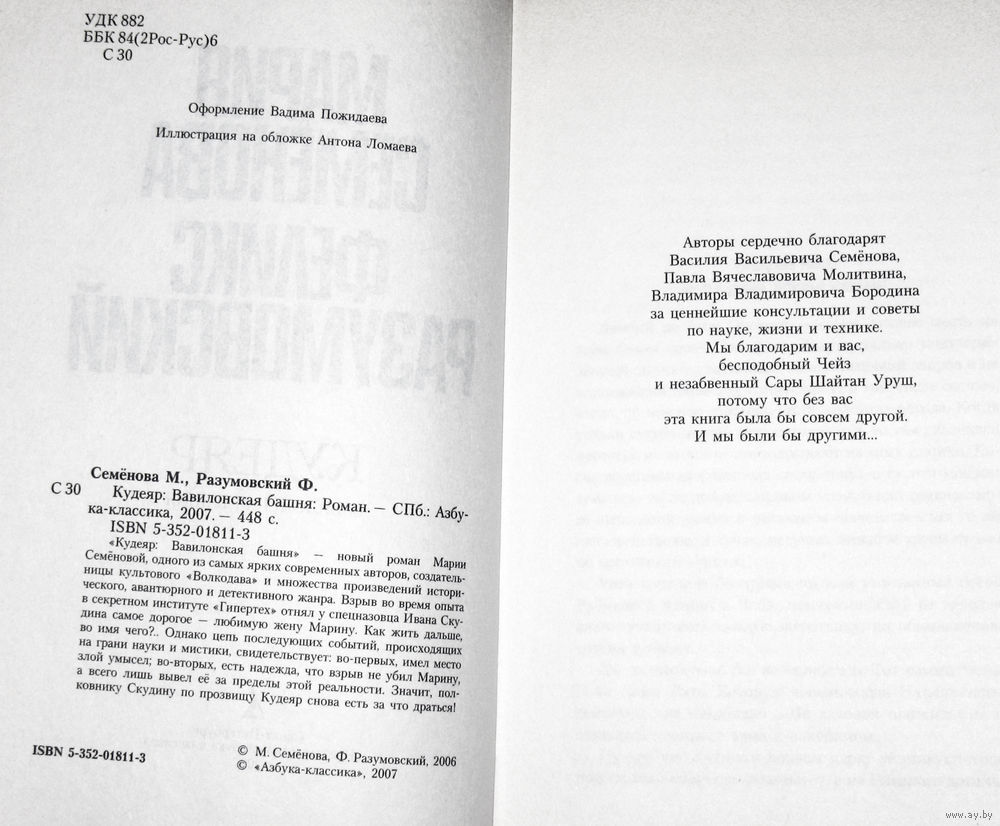 УДК 882
ББК 84(2Рос-Рус)6
С 30
Оформление Вадима Пожидаева
Иллюстрация на обложке Антона Ломаева
Семёнова М., Разумовский Ф.
С 30 Кудеяр: Вавилонская башня: Роман. — СПб.: Азбу-
ка-классика, 2007. — 448 с.
ISBN 5-352-01811-3
«Кудеяр: Вавилонская башня» — новый роман Марии
Семёновой, одного из самых ярких современных авторов, создатель-
ницы культового «Волкодава» и множества произведений истори-
ческого, авантюрного и детективного жанра. Взрыв во время опыта
в секретном институте «Гипертех» отнял у спецназовца Ивана Ску-
дина самое дорогое — любимую жену Марину. Как жить дальше,
во имя чего?.. Однако цепь последующих событий, происходящих
на грани науки и мистики, свидетельствует: во-первых, имел место
злой умысел; во-вторых, есть надежда, что взрыв не убил Марину,
а всего лишь вывел её за пределы этой реальности. Значит, пол-
ковнику Скудину по прозвищу Кудеяр снова есть за что драться!
ISBN 5-352-01811-3
© М. Семёнова, Ф. Разумовский, 2006
© «Азбука-классика», 2007
Авторы сердечно благодарят
Василия Васильевича Семёнова,
Павла Вячеславовича Молитвина,
Владимира Владимировича Бородина
за ценнейшие консультации и советы
по науке, жизни и технике.
Мы благодарим и вас,
бесподобный Чейз
и незабвенный Сары Шайтан Уруш,
потому что без вас
эта книга была бы совсем другой.
И мы были бы другими...
www.ay.by